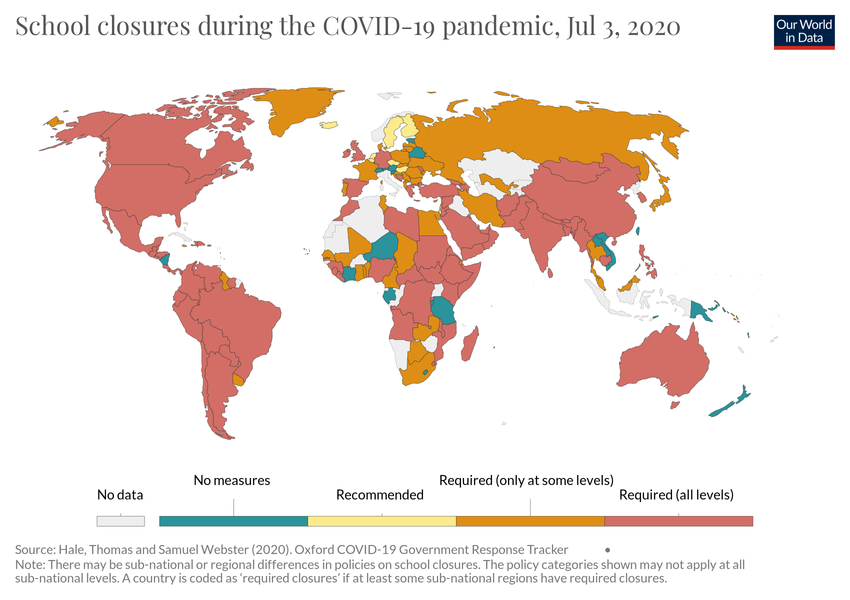 School closures during the COVID-19 pandemic, Jul 3, 2020
Our World
in Data
No data
No measures
Recommended
Required (only at some levels)
Required (all levels)
Source: Hale, Thomas and Samuel Webster (2020). Oxford COVID-19 Government Response Tracker •
Note: There may be sub-national or regional differences in policies on school closures. The policy categories shown may not apply at all
sub-national levels. A country is coded as 'required closures' if at least some sub-national regions have required closures.